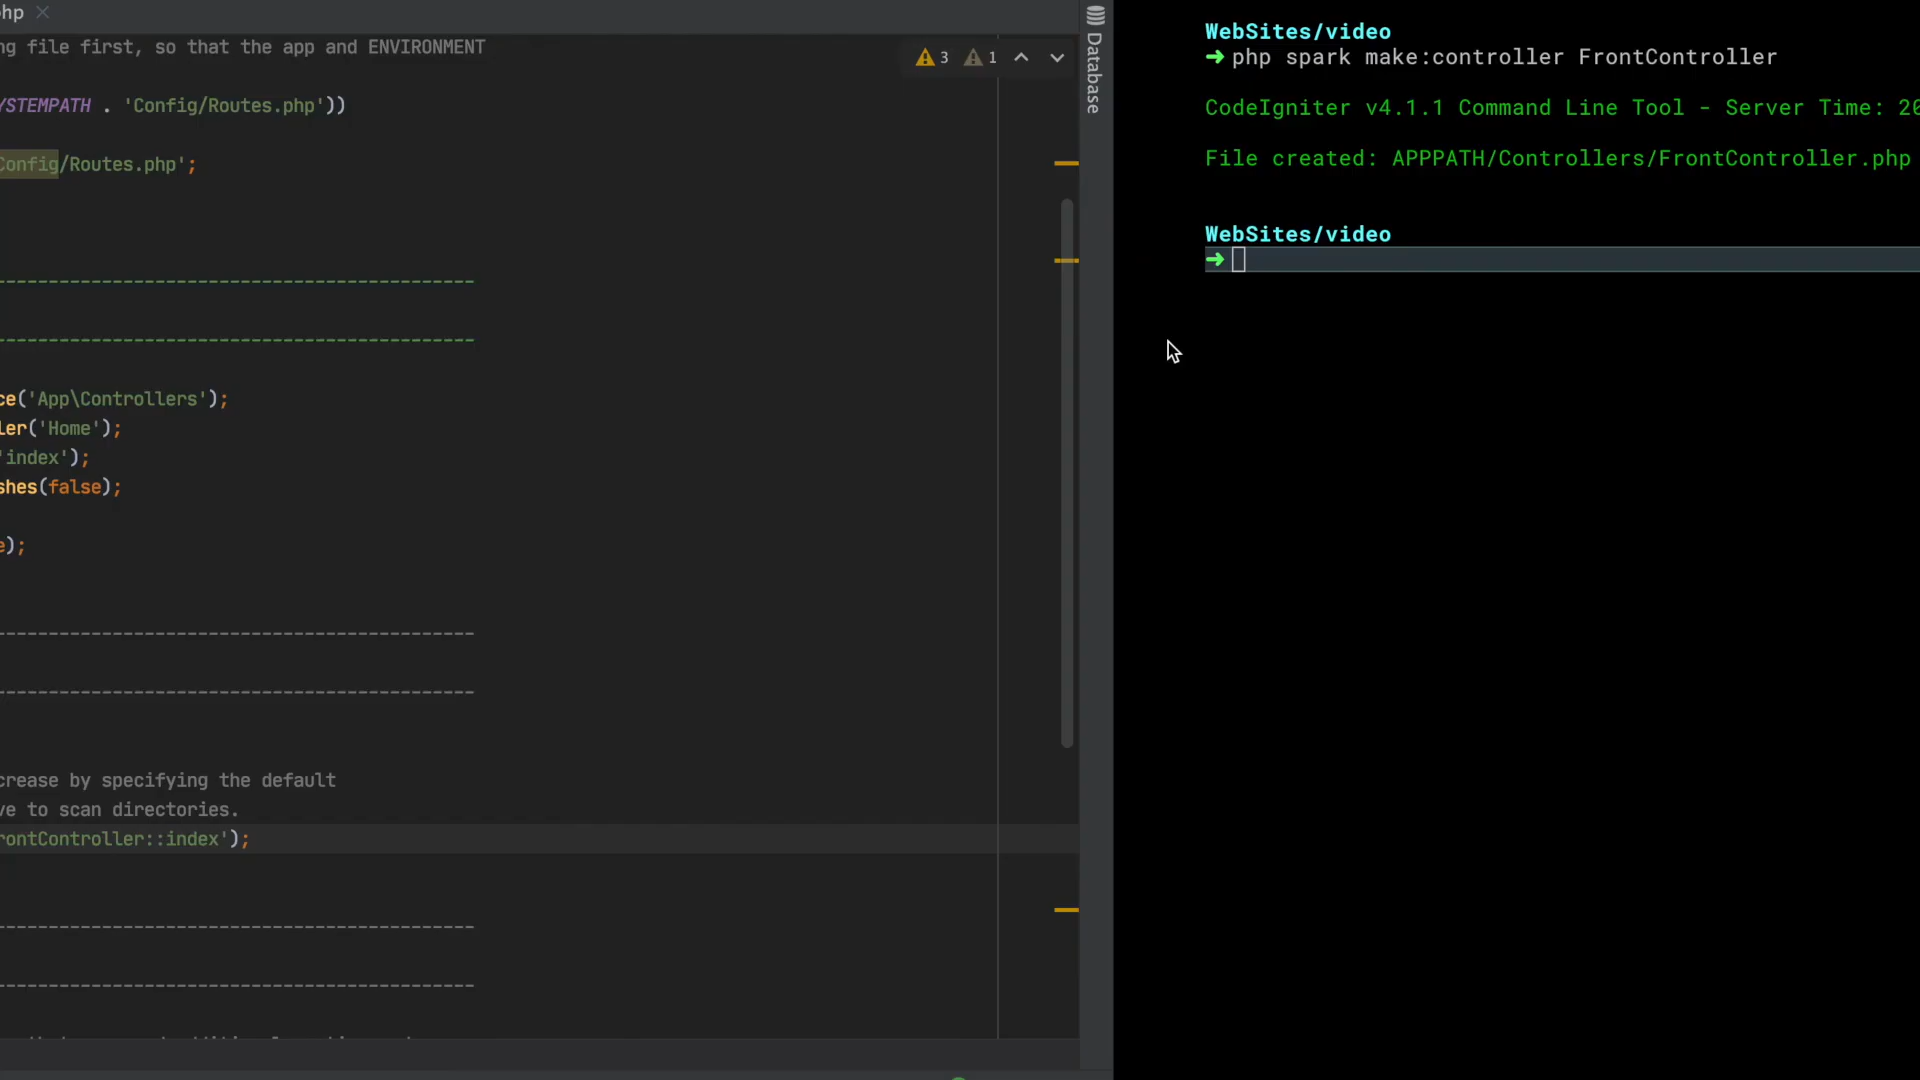 hp
ng file first, so that the app and ENVIRONMENT
3 1
YSTEMPATH . 'Config/Routes.php'))
Config/Routes.php';
--------------------------------------------
--------------------------------------------
ce('App\Controllers');
ler('Home');
'index');
shes(false);
e);
--------------------------------------------
--------------------------------------------
crease by specifying the default
ve to scan directories.
rontController::index');
--------------------------------------------
--------------------------------------------
Database
WebSites/video
➜ php spark make:controller FrontController
CodeIgniter v4.1.1 Command Line Tool - Server Time: 20
File created: APPPATH/Controllers/FrontController.php
WebSites/video
➜